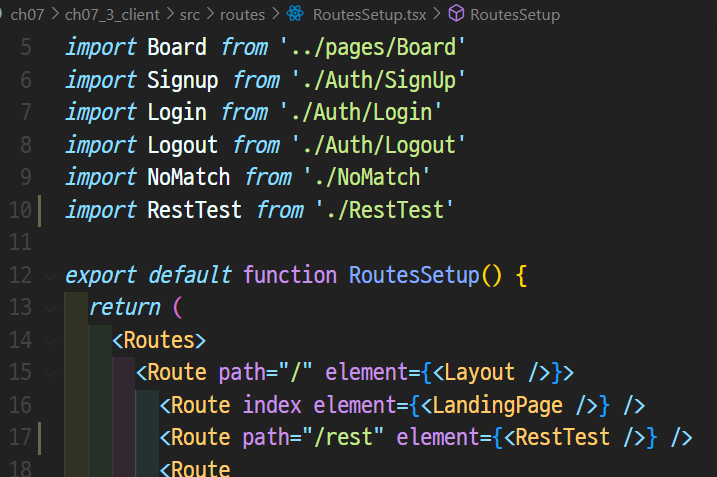 ch07 > ch07_3_client > src > routes > RoutesSetup.tsx > RoutesSetup
5 import Board from '../pages/Board'
6 import Signup from './Auth/SignUp'
7 import Login from './Auth/Login'
8 import Logout from './Auth/Logout'
9 import NoMatch from './NoMatch'
10 import RestTest from './RestTest'
11
12 export default function RoutesSetup() {
13 return (
14 <Routes>
15 <Route path="/" element={<Layout />}>
16 <Route index element={<LandingPage />} />
17 <Route path="/rest" element={<RestTest />} />
18 <Route